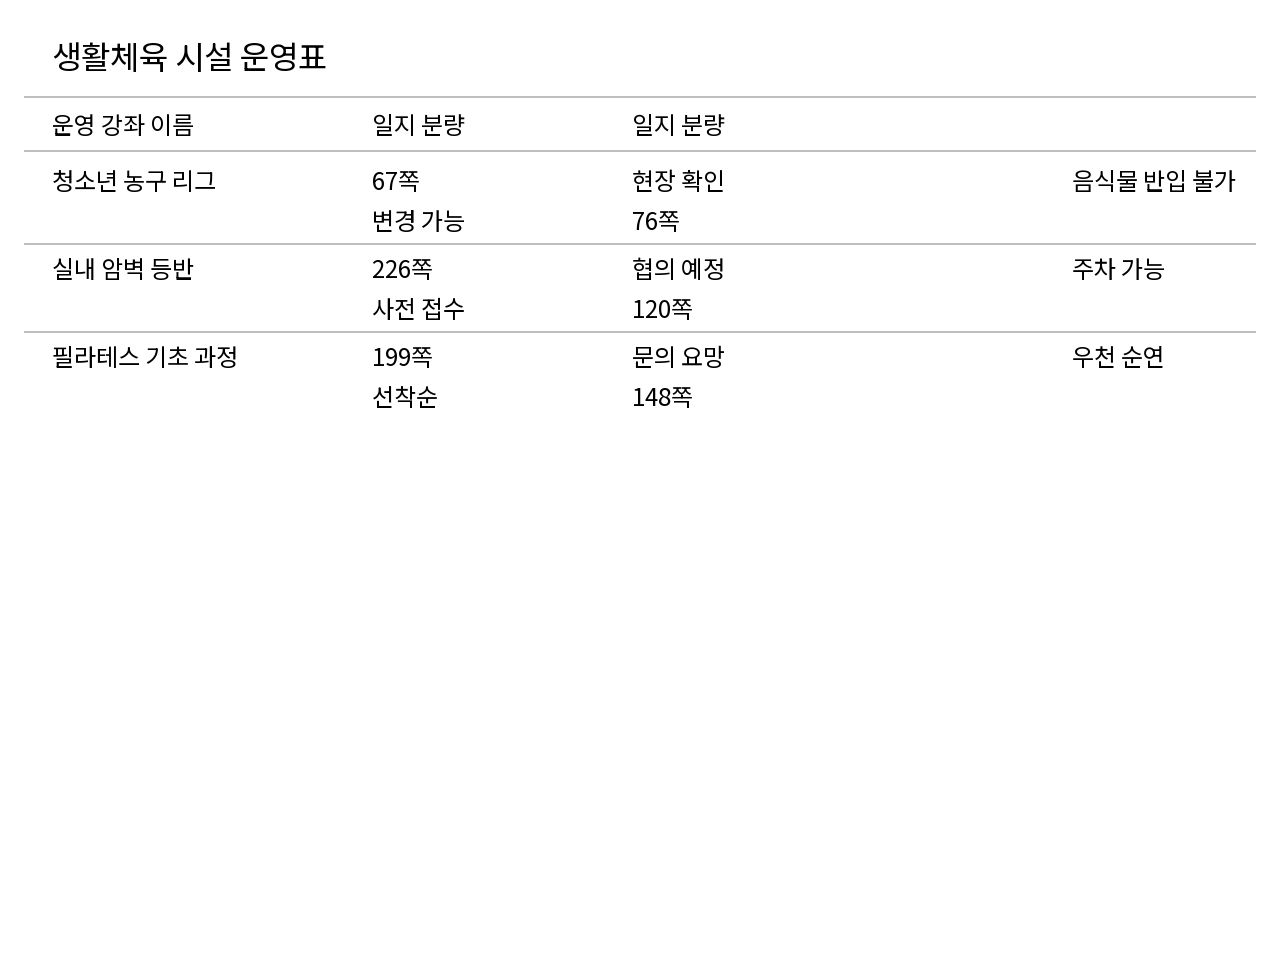 생활체육 시설 운영표
운영 강좌 이름 일지 분량 일지 분량
청소년 농구 리그 67쪽 현장 확인 음식물 반입 불가
변경 가능 76쪽
실내 암벽 등반 226쪽 협의 예정 주차 가능
사전 접수 120쪽
필라테스 기초 과정 199쪽 문의 요망 우천 순연
선착순 148쪽